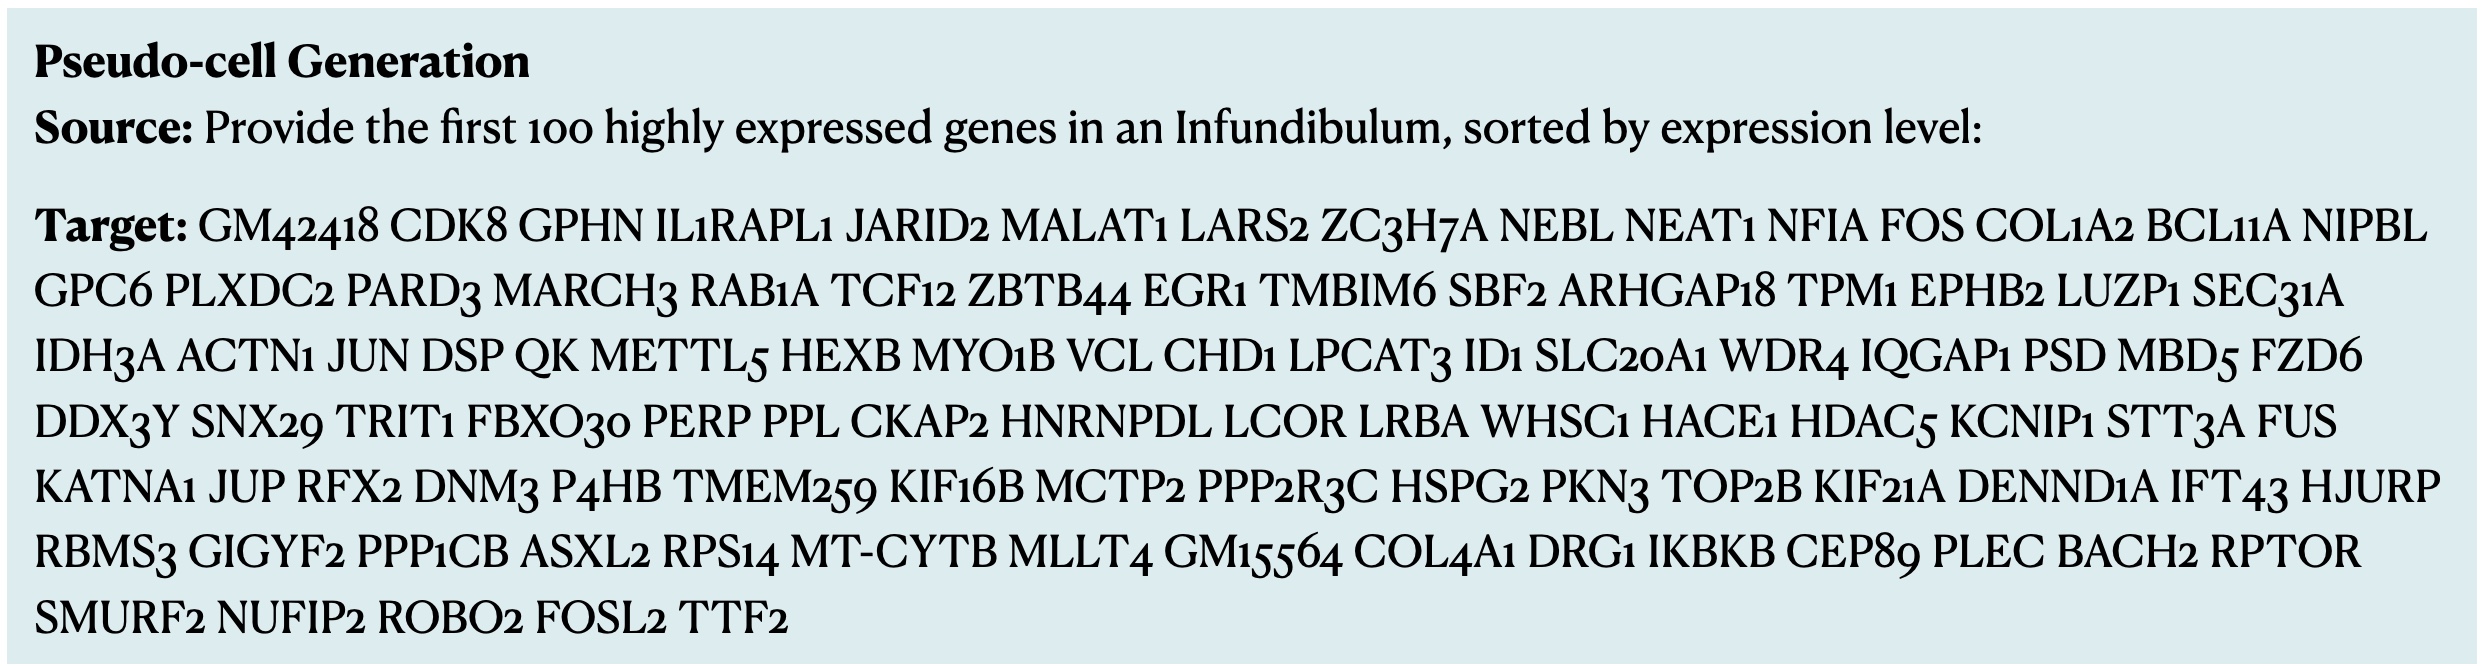 Pseudo-cell Generation
Source: Provide the first 100 highly expressed genes in an Infundibulum, sorted by expression level:
Target: GM42418 CDK8 GPHN IL1RAPL1 JARID2 MALAT1 LARS2 ZC3H7A NEBL NEAT1 NFIA FOS COL1A2 BCL11A NIPBL
GPC6 PLXDC2 PARD3 MARCH3 RAB1A TCF12 ZBTB44 EGR1 TMBIM6 SBF2 ARHGAP18 TPM1 EPHB2 LUZP1 SEC31A
IDH3A ACTN1 JUN DSP QK METTL5 HEXB MYO1B VCL CHD1 LPCAT3 ID1 SLC20A1 WDR4 IQGAP1 PSD MBD5 FZD6
DDX3Y SNX29 TRIT1 FBXO30 PERP PPL CKAP2 HNRNPDL LCOR LRBA WHSC1 HACE1 HDAC5 KCNIP1 STT3A FUS
KATNA1 JUP RFX2 DNM3 P4HB TMEM259 KIF16B MCTP2 PPP2R3C HSPG2 PKN3 TOP2B KIF21A DENND1A IFT43 HJURP
RBMS3 GIGYF2 PPP1CB ASXL2 RPS14 MT-CYTB MLLT4 GM15564 COL4A1 DRG1 IKBKB CEP89 PLEC BACH2 RPTOR
SMURF2 NUFIP2 ROBO2 FOSL2 TTF2